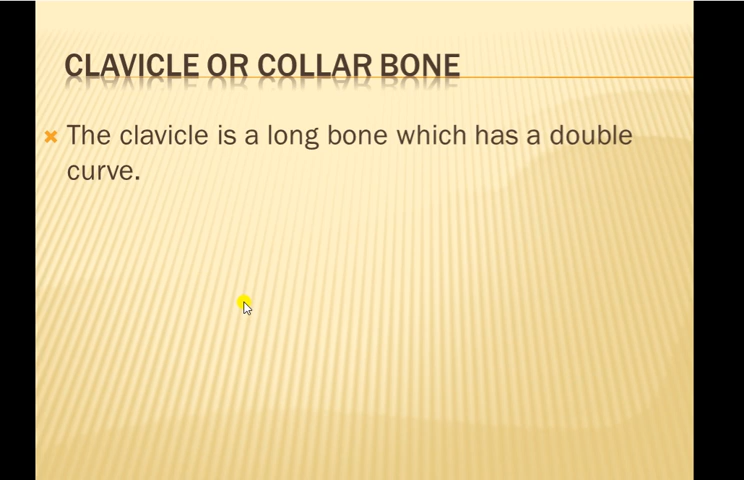 CLAVICLE OR COLLAR BONE
The clavicle is a long bone which has a double
curve.